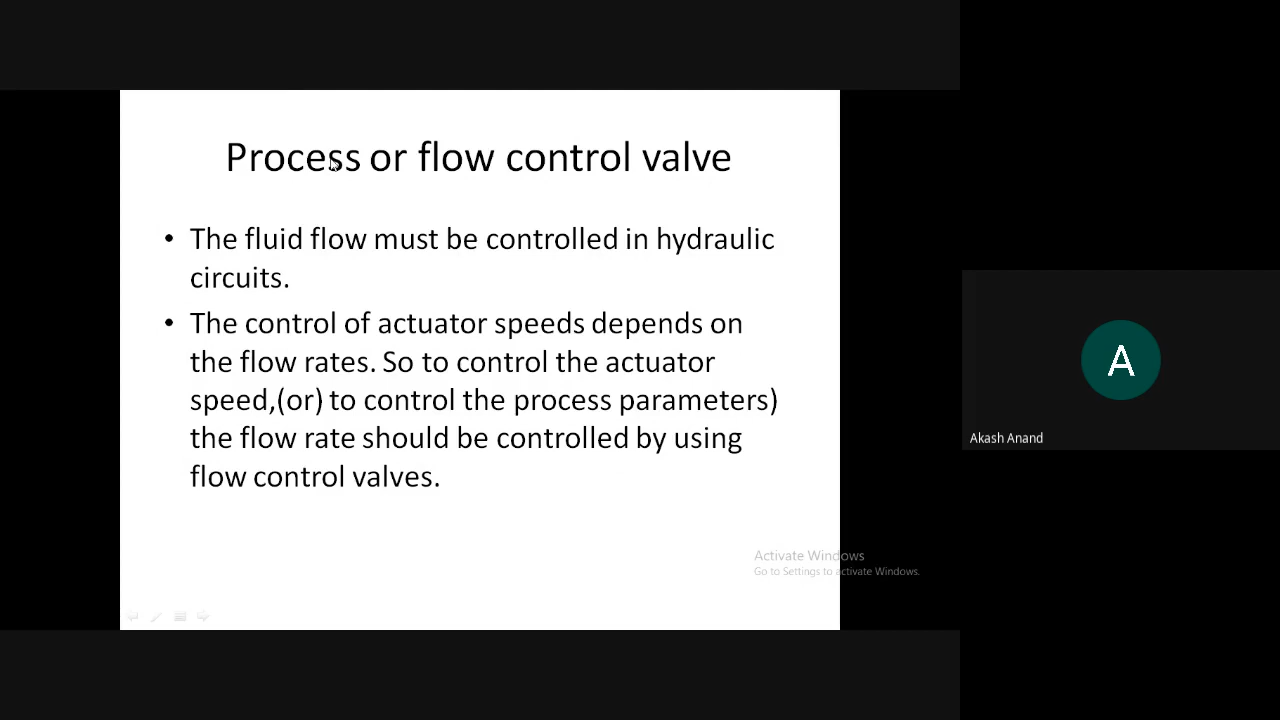 Process or flow control valve
• The fluid flow must be controlled in hydraulic
circuits.
• The control of actuator speeds depends on
the flow rates. So to control the actuator
speed,(or) to control the process parameters)
the flow rate should be controlled by using
flow control valves.
Activate Windows
Go to Settings to activate Windows.
A
Akash Anand